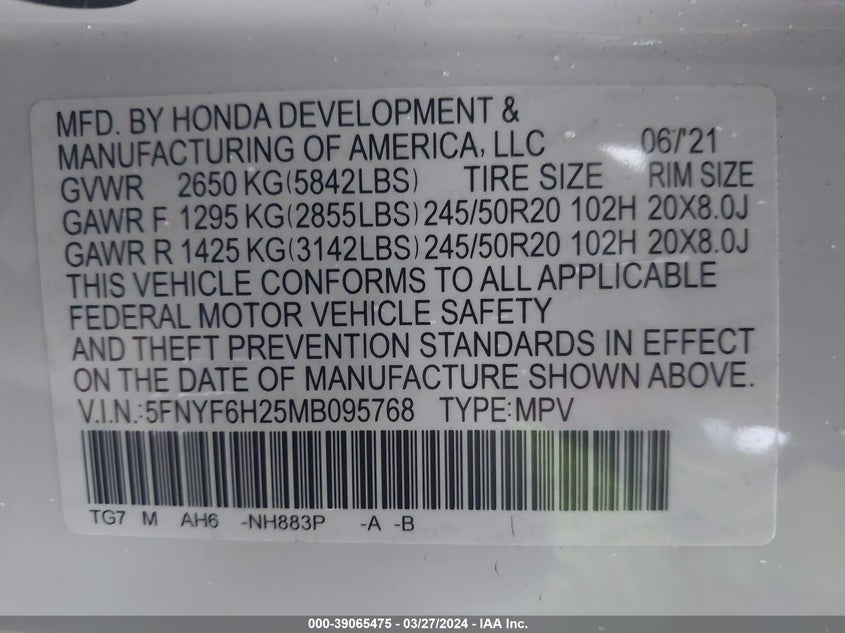 MFD. BY HONDA DEVELOPMENT &
MANUFACTURING OF AMERICA, LLC 06/'21
GVWR 2650 KG(5842LBS) TIRE SIZE RIM SIZE
GAWR F 1295 KG(2855LBS) 245/50R20 102H 20X8.0J
GAWR R 1425 KG(3142LBS) 245/50R20 102H 20X8.0J
THIS VEHICLE CONFORMS TO ALL APPLICABLE
FEDERAL MOTOR VEHICLE SAFETY
AND THEFT PREVENTION STANDARDS IN EFFECT
ON THE DATE OF MANUFACTURE SHOWN ABOVE.
V.I.N.:5FNYF6H25MB095768 TYPE:MPV
TG7 M AH6 -NH883P -A -B
000-39065475 - 03/27/2024 - IAA Inc.